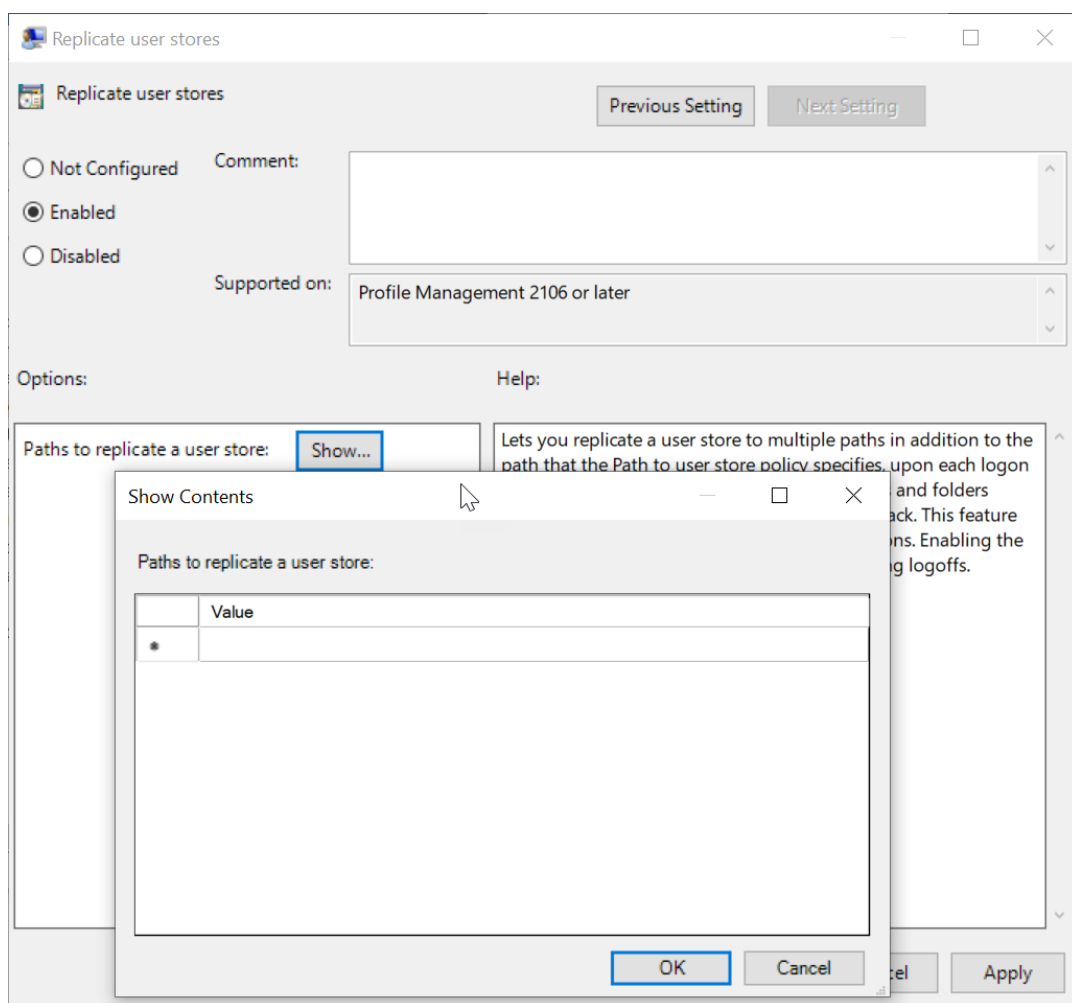 Replicate user stores
Replicate user stores
Previous Setting
Next Setting
Not Configured
Comment:
Enabled
Disabled
Supported on:
Profile Management 2106 or later
Options:
Help:
Paths to replicate a user store:
Show...
Lets you replicate a user store to multiple paths in addition to the
path that the Path to user store policy specifies, upon each logon
s and folders
ack. This feature
ons. Enabling the
g logoffs.
Show Contents
Paths to replicate a user store:
Value
OK
Cancel
cel
Apply